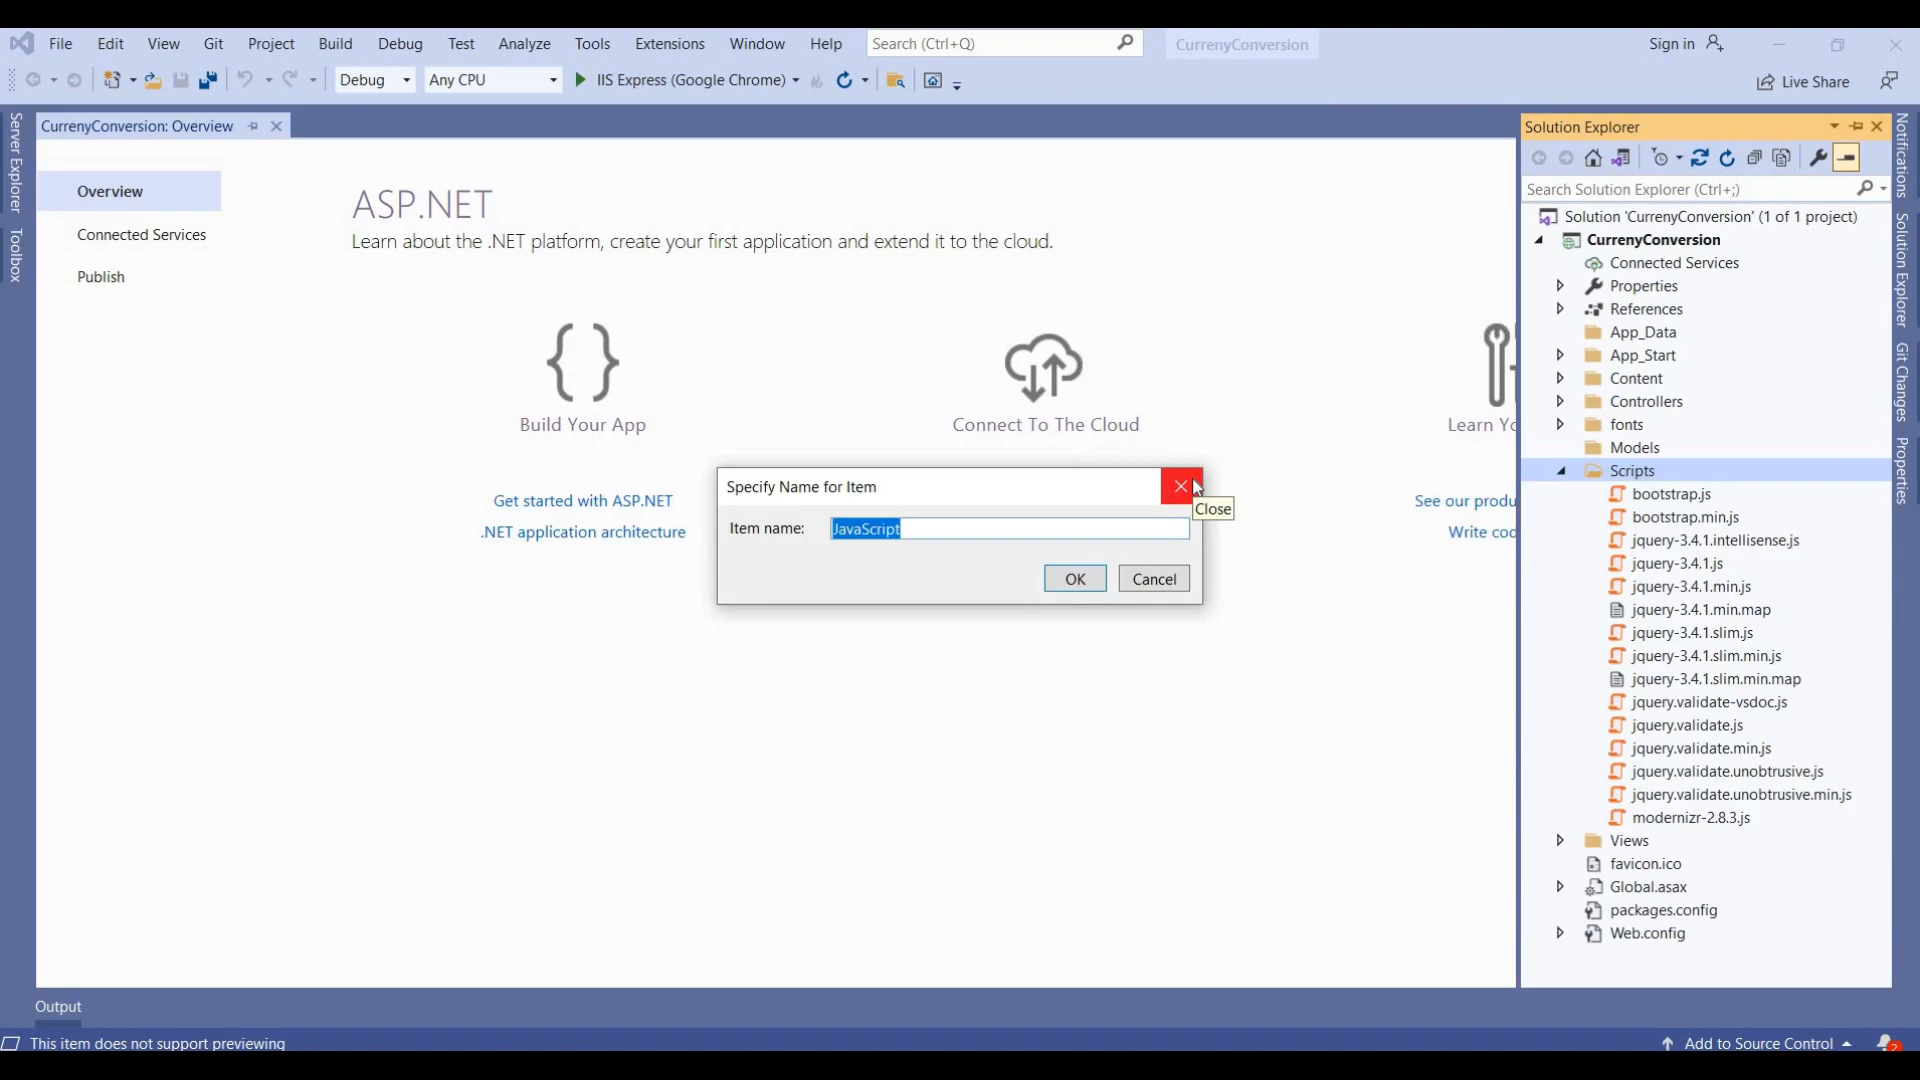 File Edit View Git Project Build Debug Test Analyze Tools Extensions Window Help Search (Ctrl+Q) CurrenyConversion Sign in
Debug Any CPU IIS Express (Google Chrome) Live Share
CurrenyConversion: Overview
Server Explorer
Toolbox
Overview
Connected Services
Publish
ASP.NET
Learn about the .NET platform, create your first application and extend it to the cloud.
Build Your App
Connect To The Cloud
Learn Yo
Get started with ASP.NET
.NET application architecture
See our produ
Write coo
Specify Name for Item
Close
Item name: JavaScript
OK Cancel
Solution Explorer
Search Solution Explorer (Ctrl+;)
Solution 'CurrenyConversion' (1 of 1 project)
CurrenyConversion
Connected Services
Properties
References
App_Data
App_Start
Content
Controllers
fonts
Models
Scripts
bootstrap.js
bootstrap.min.js
jquery-3.4.1.intellisense.js
jquery-3.4.1.js
jquery-3.4.1.min.js
jquery-3.4.1.min.map
jquery-3.4.1.slim.js
jquery-3.4.1.slim.min.js
jquery-3.4.1.slim.min.map
jquery.validate-vsdoc.js
jquery.validate.js
jquery.validate.min.js
jquery.validate.unobtrusive.js
jquery.validate.unobtrusive.min.js
modernizr-2.8.3.js
Views
favicon.ico
Global.asax
packages.config
Web.config
Notifications
Solution Explorer
Git Changes
Properties
Output
This item does not support previewing
Add to Source Control 2